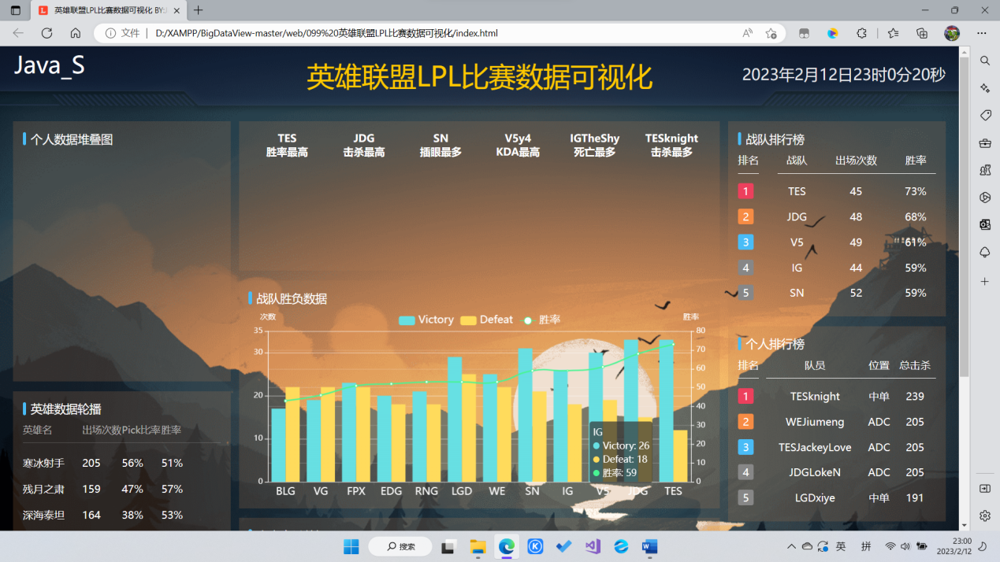 英雄联盟LPL比赛数据可视化 BY:
文件 | D:/XAMPP/BigDataView-master/web/099%20英雄联盟LPL比赛数据可视化/index.html
Java_S
英雄联盟LPL比赛数据可视化
2023年2月12日23时0分20秒
个人数据堆叠图
英雄数据轮播
英雄名 出场次数Pick比率胜率
寒冰射手 205 56% 51%
残月之肃 159 47% 57%
深海泰坦 164 38% 53%
TES JDG SN V5y4 IGTheShy TESknight
胜率最高 击杀最高 插眼最多 KDA最高 死亡最多 击杀最多
战队胜负数据
次数 Victory Defeat 胜率 胜率
35 80
30 70
60
20 50
40
30
10 20
10
0 0
IG
Victory: 26
Defeat: 18
胜率: 59
BLG VG FPX EDG RNG LGD WE SN IG V5 JDG TES
战队排行榜
排名 战队 出场次数 胜率
1 TES 45 73%
2 JDG 48 68%
3 V5 49 61%
4 IG 44 59%
5 SN 52 59%
个人排行榜
排名 队员 位置 总击杀
1 TESknight 中单 239
2 WEJiumeng ADC 205
3 TESJackeyLove ADC 205
4 JDGLokeN ADC 205
5 LGDxiye 中单 191
搜索
英 拼
23:00
2023/2/12